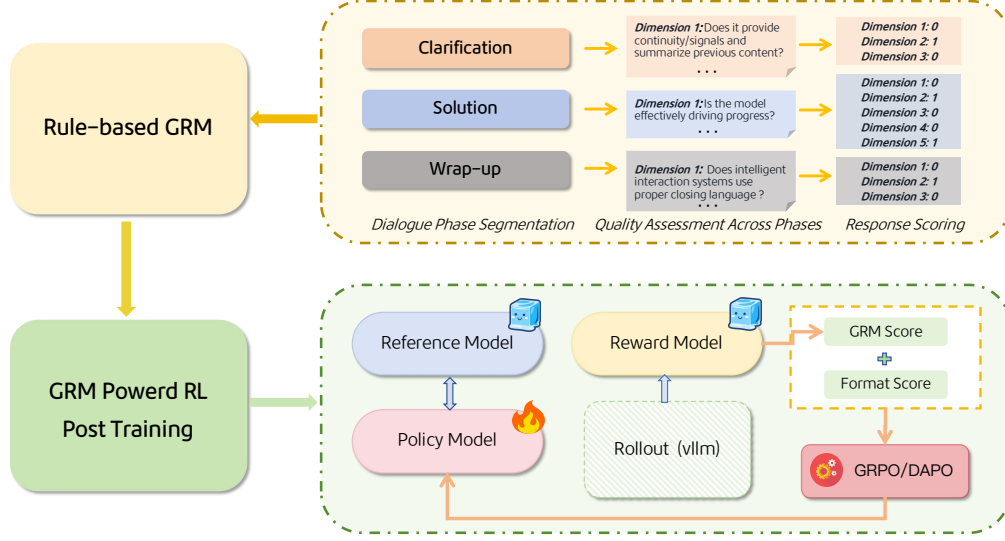 Rule-based GRM
Clarification
Dimension 1: Does it provide
continuity/signals and
summarize previous content?
...
Dimension 1: 0
Dimension 2: 1
Dimension 3: 0
Solution
Dimension 1: Is the model
effectively driving progress?
...
Dimension 1: 0
Dimension 2: 1
Dimension 3: 0
Dimension 4: 0
Dimension 5: 1
Wrap-up
Dimension 1: Does intelligent
interaction systems use
proper closing language ?
...
Dimension 1: 0
Dimension 2: 1
Dimension 3: 0
Dialogue Phase Segmentation
Quality Assessment Across Phases
Response Scoring
GRM Powerd RL
Post Training
Reference Model
Reward Model
GRM Score
Format Score
Policy Model
Rollout (vllm)
GRPO/DAPO